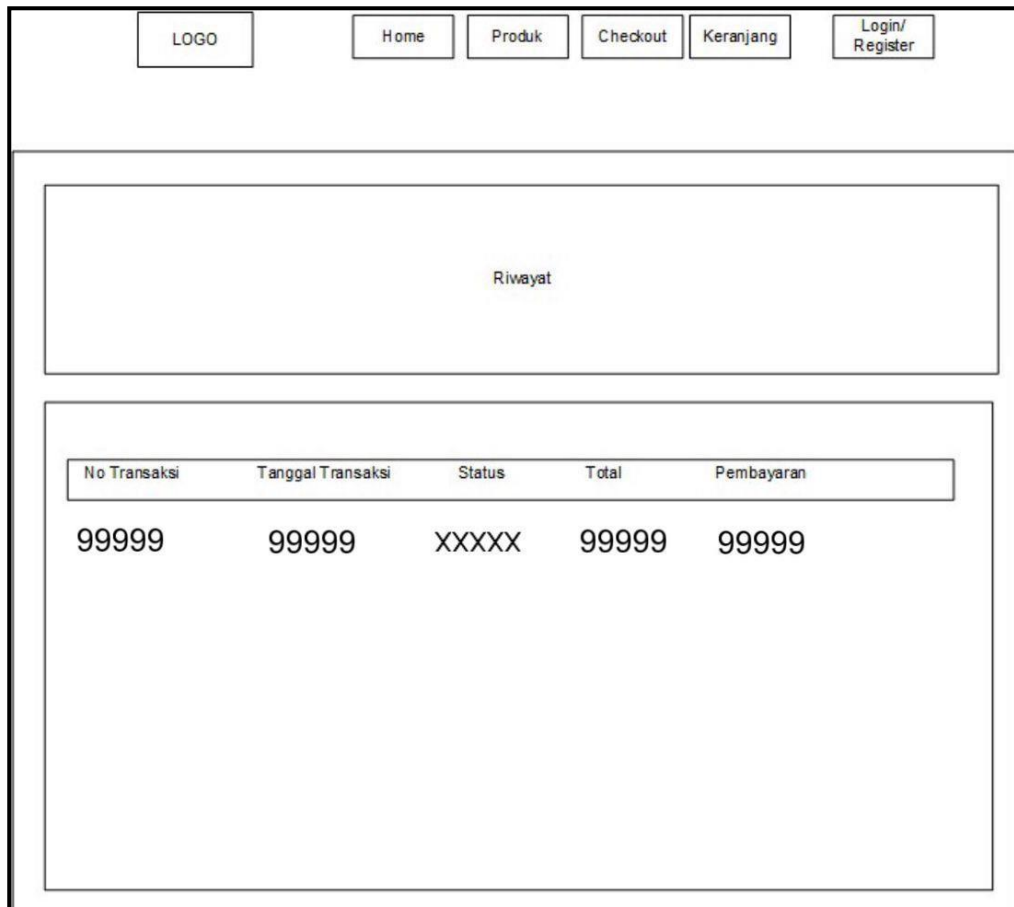 LOGO
Home
Produk
Checkout
Keranjang
Login/
Register
Riwayat
No Transaksi
Tanggal Transaksi
Status
Total
Pembayaran
99999
99999
XXXXX
99999
99999